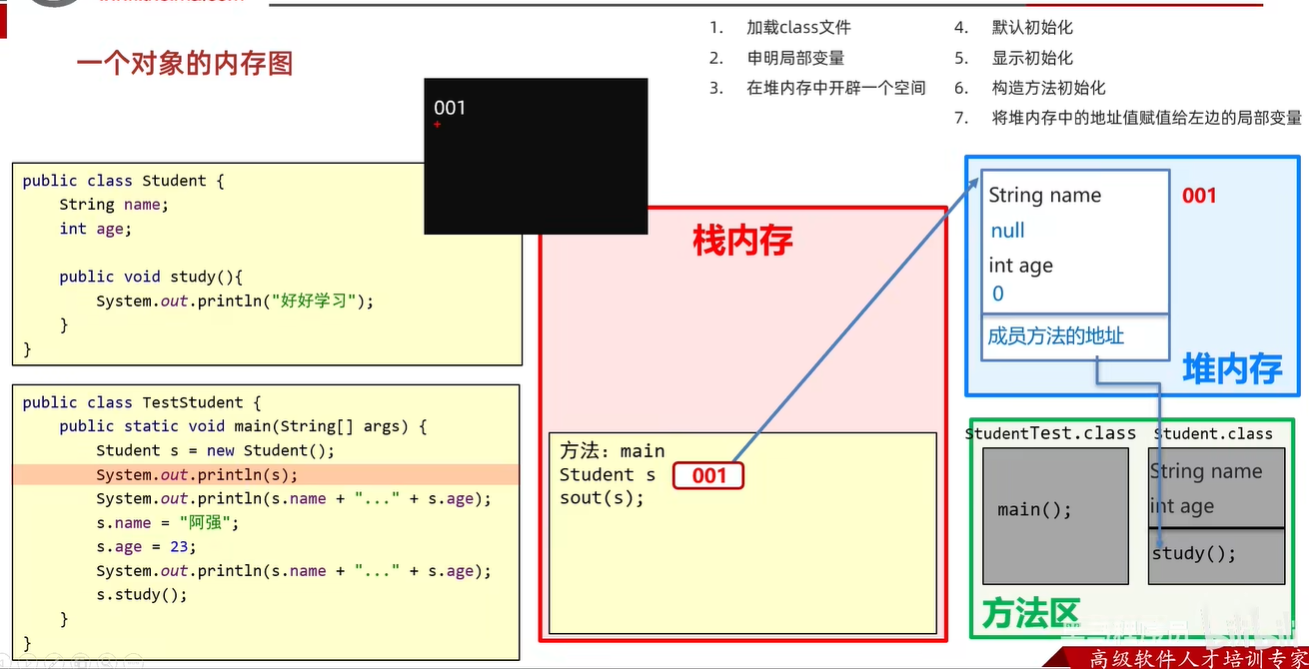 1. 加载class文件
2. 申明局部变量
3. 在堆内存中开辟一个空间
4. 默认初始化
5. 显示初始化
6. 构造方法初始化
7. 将堆内存中的地址值赋值给左边的局部变量
一个对象的内存图
001
public class Student {
String name;
int age;
public void study(){
System.out.println("好好学习");
}
}
public class TestStudent {
public static void main(String[] args) {
Student s = new Student();
System.out.println(s);
System.out.println(s.name + "..." + s.age);
s.name = "阿强";
s.age = 23;
System.out.println(s.name + "..." + s.age);
s.study();
}
}
栈内存
方法：main
Student s 001
sout(s);
String name
001
null
int age
0
成员方法的地址
堆内存
StudentTest.class
Student.class
main();
String name
int age
study();
方法区
高级软件人才培训专家